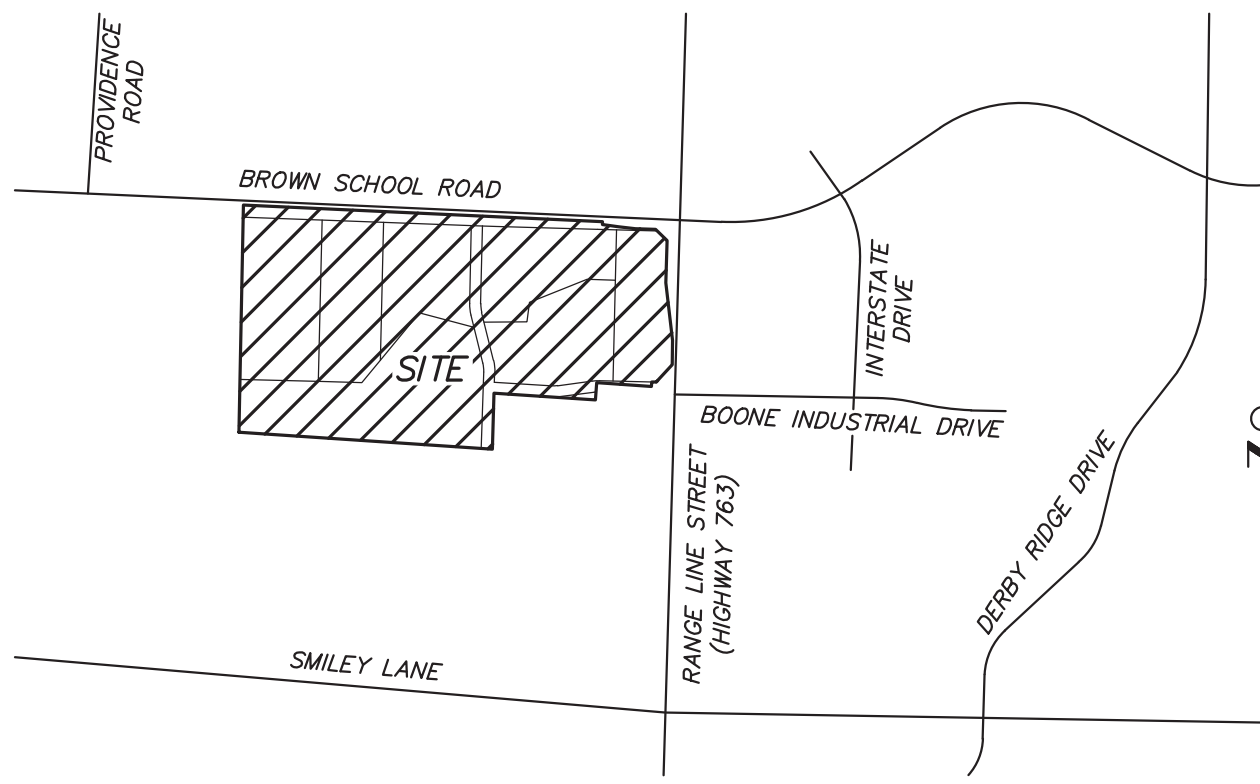 PROVIDENCE
ROAD
BROWN SCHOOL ROAD
INTERSTATE
DRIVE
SITE
BOONE INDUSTRIAL DRIVE
RANGE LINE STREET
(HIGHWAY 763)
DERBY RIDGE DRIVE
SMILEY LANE